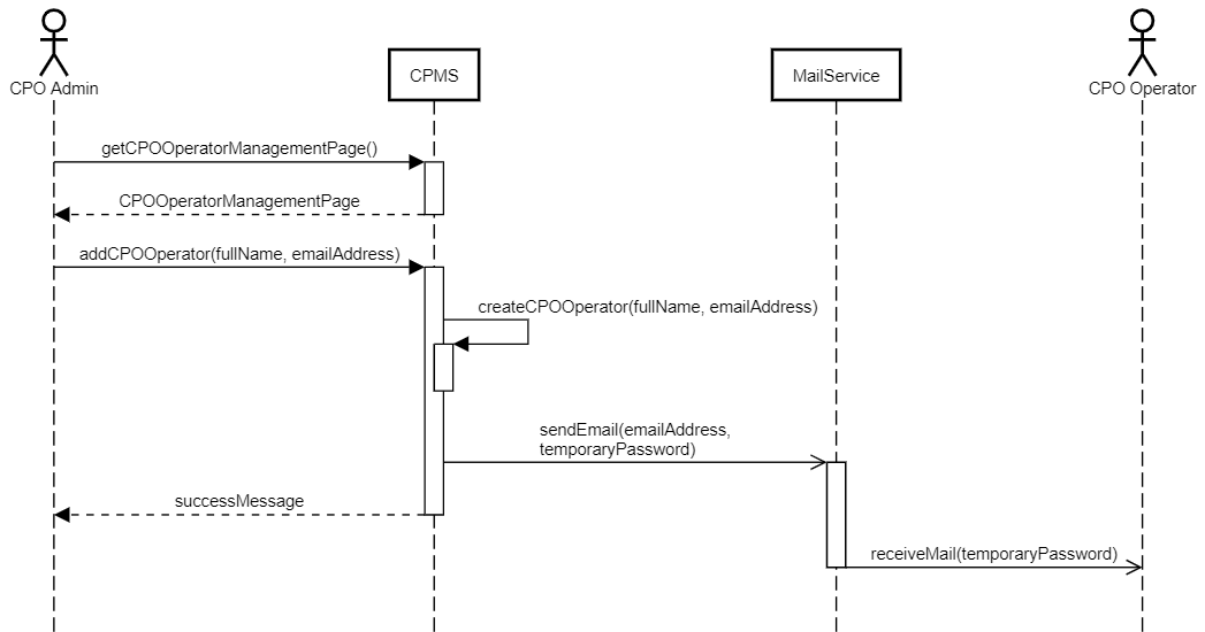 CPO Admin
CPMS
MailService
CPO Operator
getCPOOperatorManagementPage()
CPOOperatorManagementPage
addCPOOperator(fullName, emailAddress)
createCPOOperator(fullName, emailAddress)
sendEmail(emailAddress,
temporaryPassword)
successMessage
receiveMail(temporaryPassword)